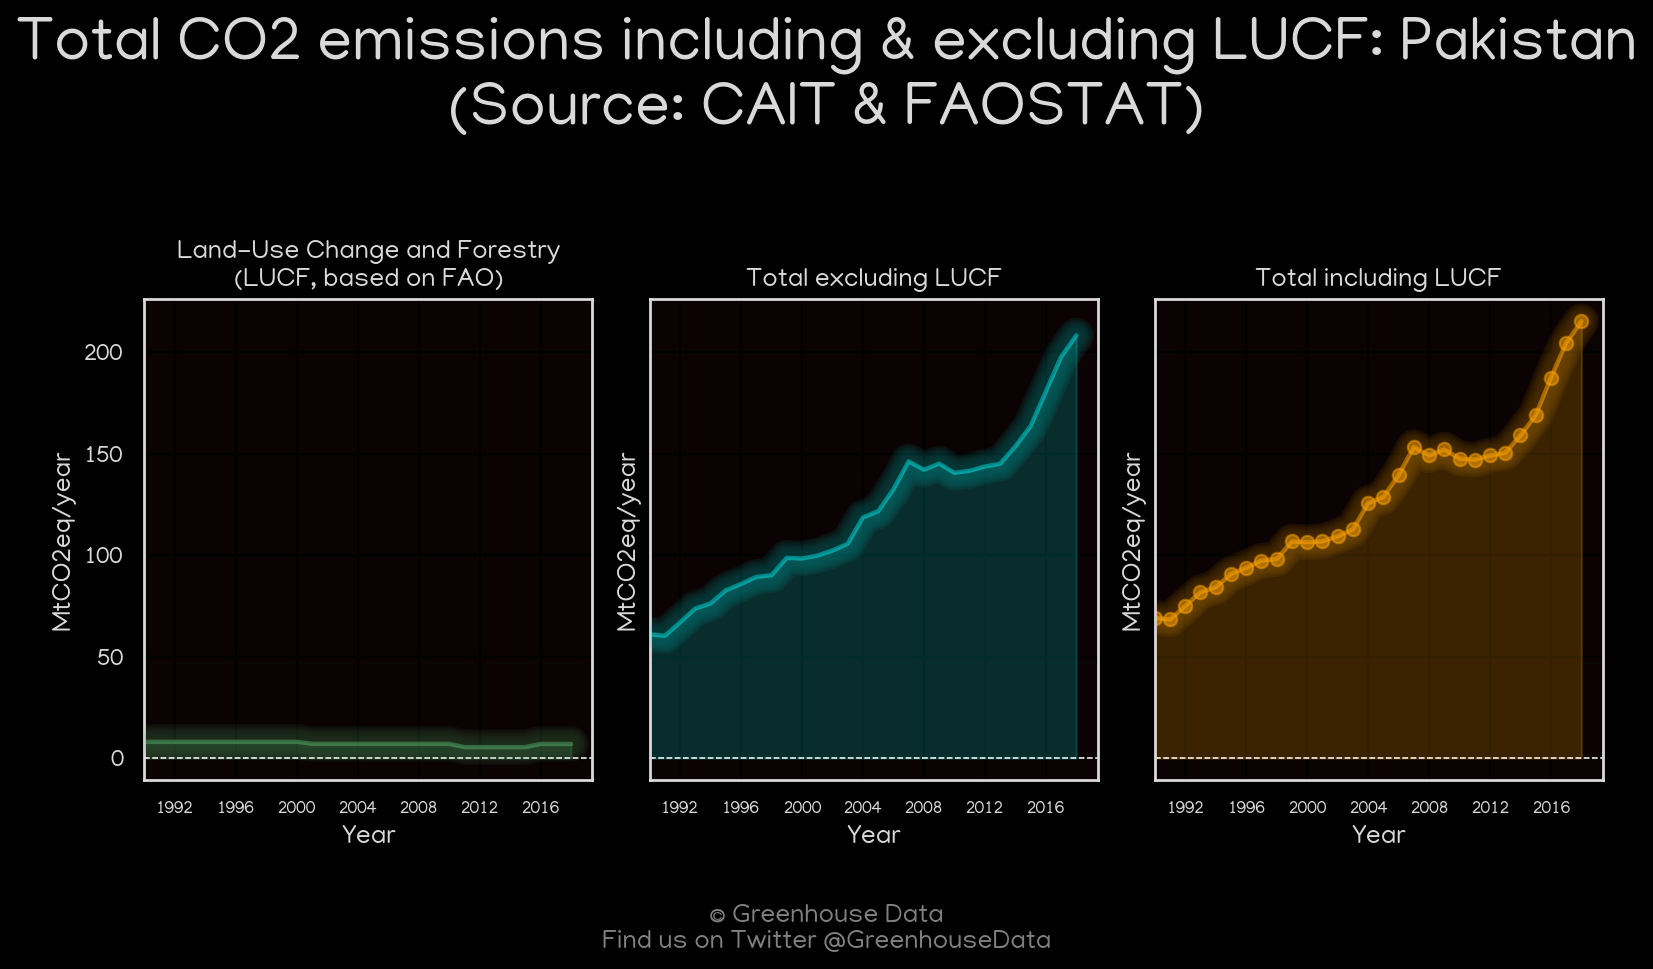 Total CO2 emissions including & excluding LUCF: Pakistan
(Source: CAIT & FAOSTAT)
Land-Use Change and Forestry
(LUCF, based on FAO)
Total excluding LUCF
Total including LUCF
MtCO2eq/year
200
150
100
50
0
1992 1996 2000 2004 2008 2012 2016
Year
MtCO2eq/year
1992 1996 2000 2004 2008 2012 2016
Year
MtCO2eq/year
1992 1996 2000 2004 2008 2012 2016
Year
© Greenhouse Data
Find us on Twitter @GreenhouseData